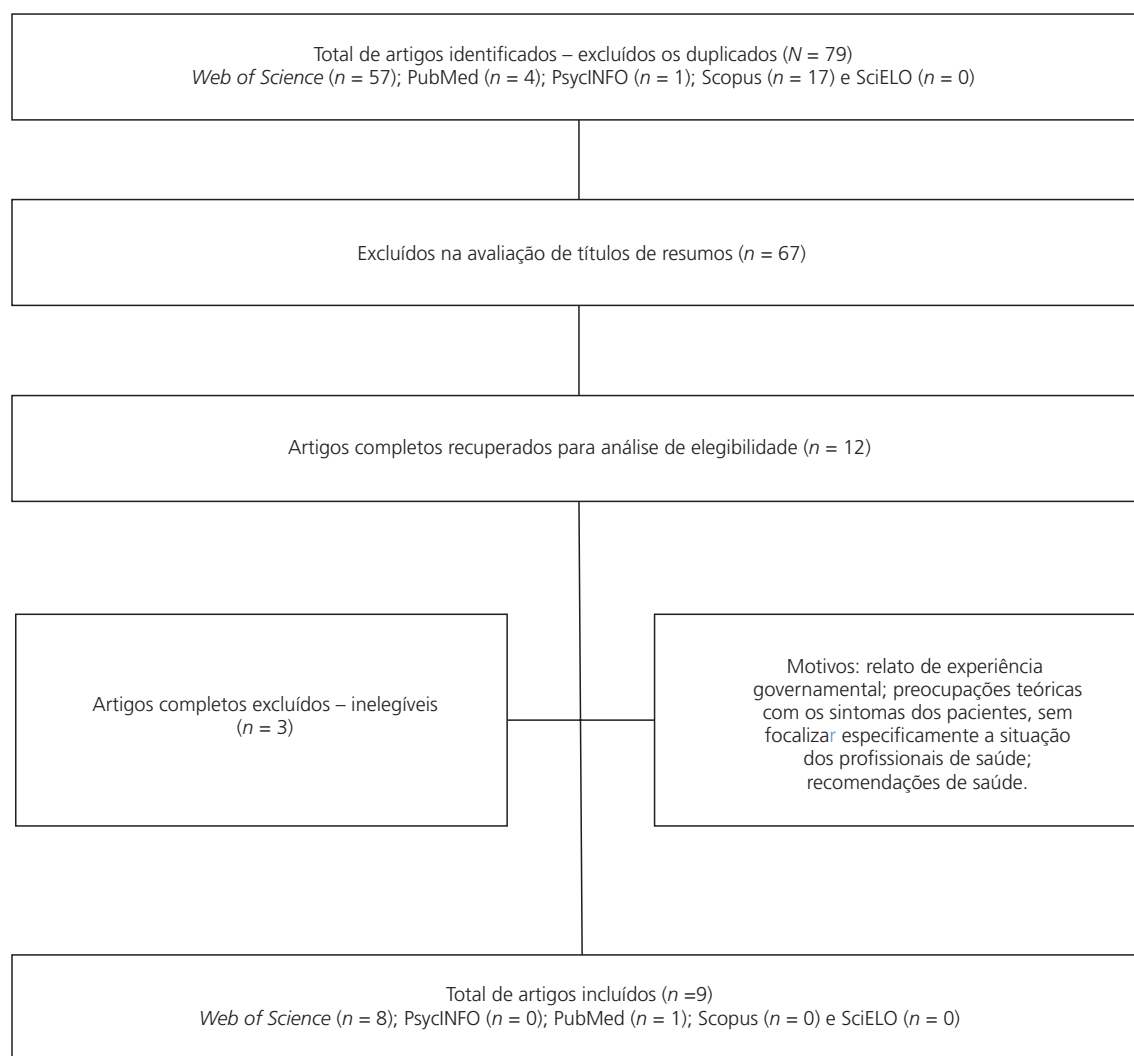 Total de artigos identificados – excluídos os duplicados (N = 79)
Web of Science (n = 57); PubMed (n = 4); PsycINFO (n = 1); Scopus (n = 17) e SciELO (n = 0)
Excluídos na avaliação de títulos de resumos (n = 67)
Artigos completos recuperados para análise de elegibilidade (n = 12)
Artigos completos excluídos – inelegíveis
(n = 3)
Motivos: relato de experiência
governamental; preocupações teóricas
com os sintomas dos pacientes, sem
focalizar especificamente a situação
dos profissionais de saúde;
recomendações de saúde.
Total de artigos incluídos (n =9)
Web of Science (n = 8); PsycINFO (n = 0); PubMed (n = 1); Scopus (n = 0) e SciELO (n = 0)